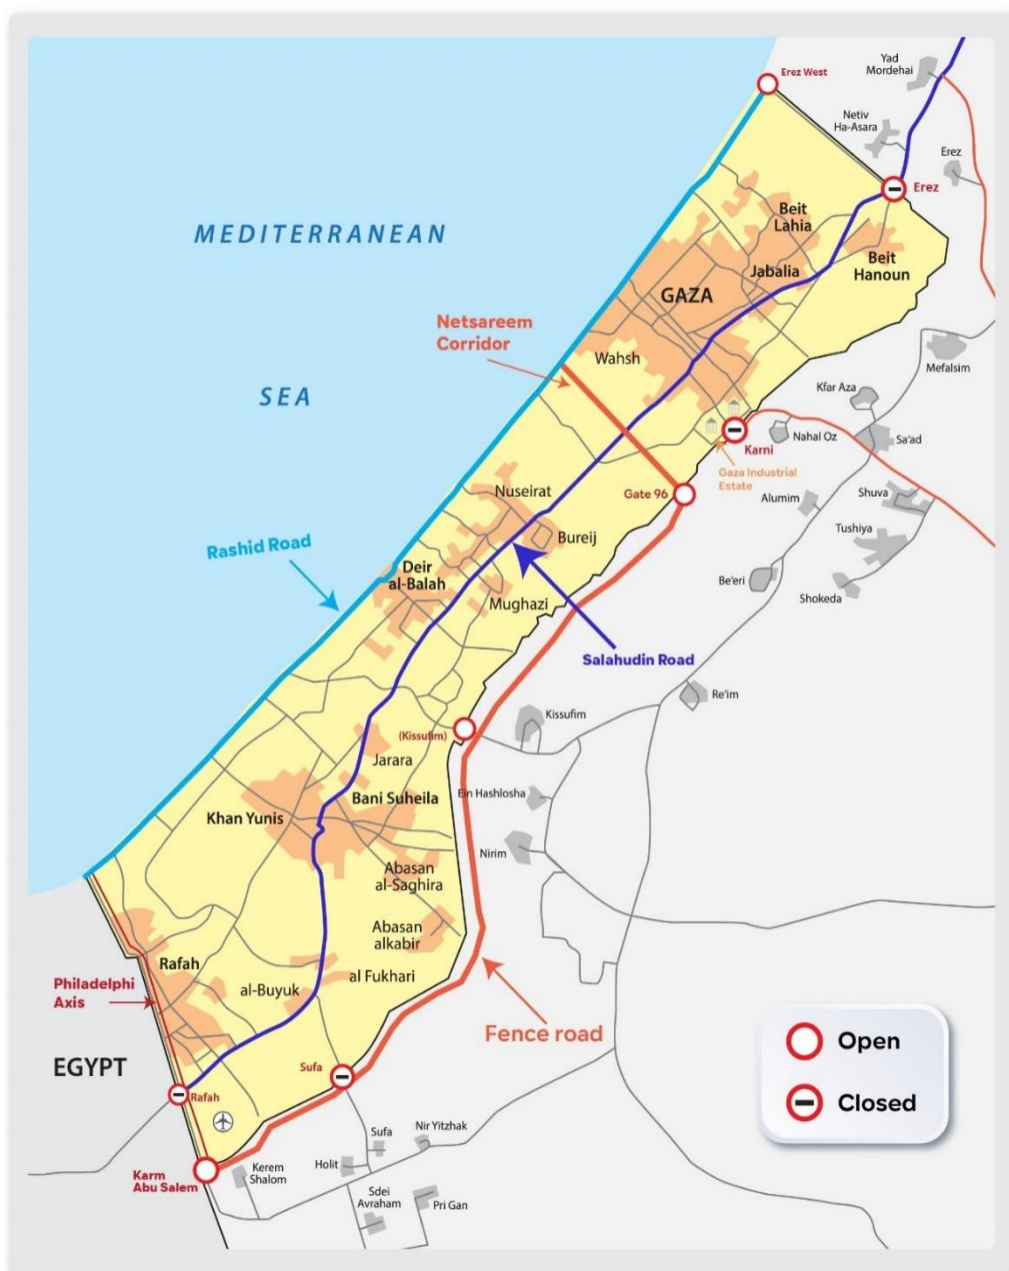 Erez West
Yad
Mordehai
Netiv
Ha-Asara
Erez
Erez
Beit
Lahia
MEDITERRANEAN
Beit
Hanoun
Jabalia
GAZA
Netsareem
Corridor
Wahsh
Mefalsim
SEA
Kfar Aza
Nahal Oz
Sa'ad
Karni
Gaza Industrial
Estate
Nuseirat
Gate 96
Alumim
Shuva
Tushiya
Bureij
Rashid Road
Deir
al-Balah
Be'eri
Shokeda
Mughazi
Salahudin Road
Re'im
Kissufim
(Kissufim)
Jarara
Ein Hashlosha
Bani Suheila
Khan Yunis
Nirim
Abasan
al-Saghira
Abasan
alkabir
Rafah
al Fukhari
al-Buyuk
Philadelphi
Axis
Fence road
Open
EGYPT
Sufa
Rafah
Closed
Sufa
Nir Yitzhak
Holit
Kerem
Shalom
Karm
Abu Salem
Sdei
Avraham
Pri Gan